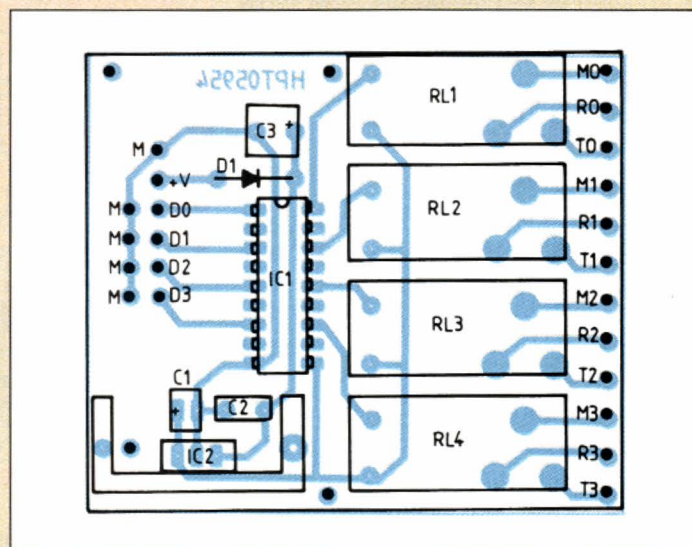 HPT05954
RL1
M0
R0
T0
C3 +
M
D1
+V
M D0
M D1
M D2
M D3
IC1
RL2
M1
R1
T1
RL3
M2
R2
T2
C1
+
C2
IC2
RL4
M3
R3
T3